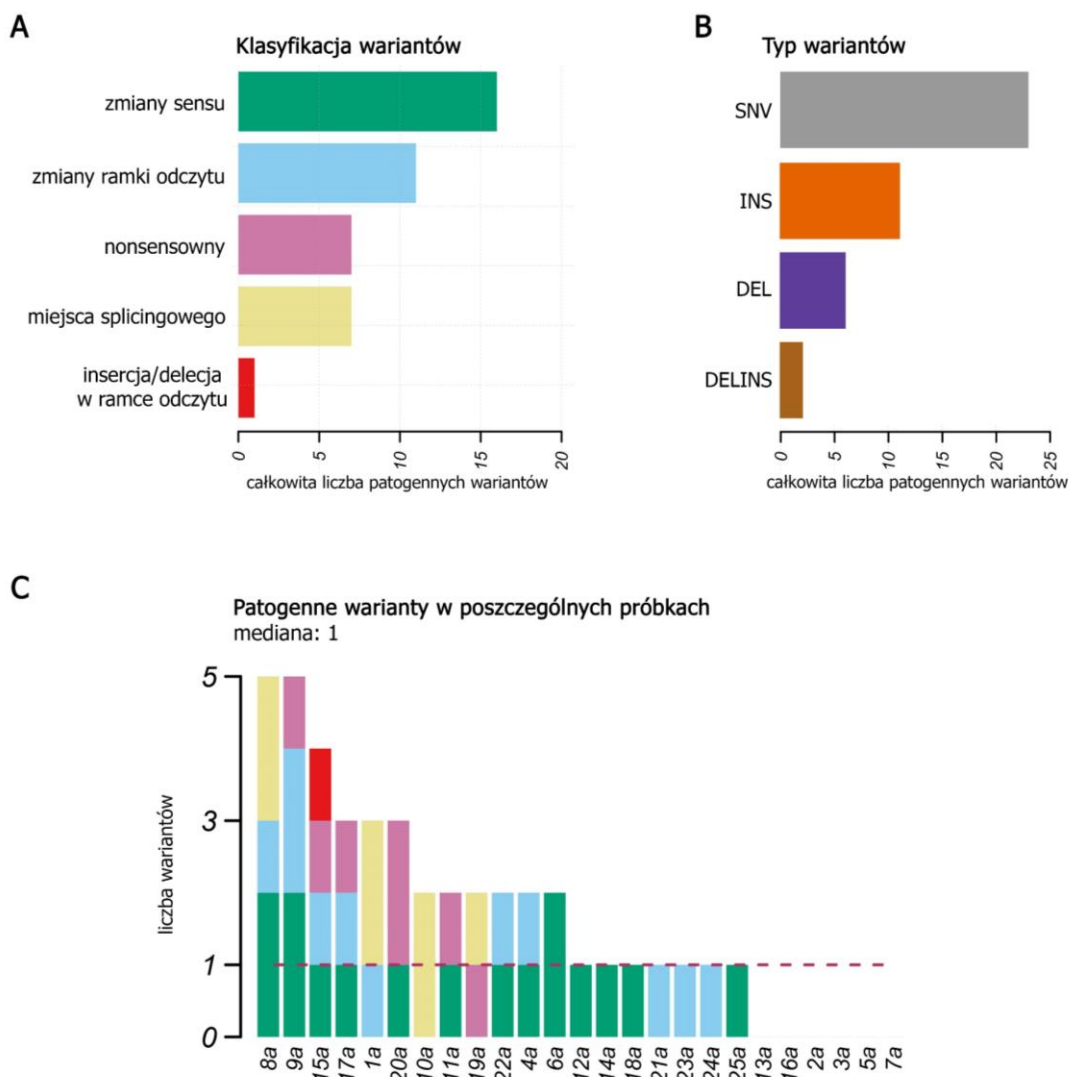 A
Klasyfikacja wariantów
zmiany sensu
zmiany ramki odczytu
nonsensowny
miejsca splicingowego
insercja/delecja
w ramce odczytu
0 5 10 15 20
całkowita liczba patogennych wariantów
B
Typ wariantów
SNV
INS
DEL
DELINS
0 5 10 15 20 25
całkowita liczba patogennych wariantów
C
Patogenne warianty w poszczególnych próbkach
mediana: 1
liczba wariantów
5
3
1
0
8a 9a 15a 17a 1a 20a 10a 11a 19a 22a 4a 6a 12a 14a 18a 21a 23a 24a 25a 13a 16a 2a 3a 5a 7a